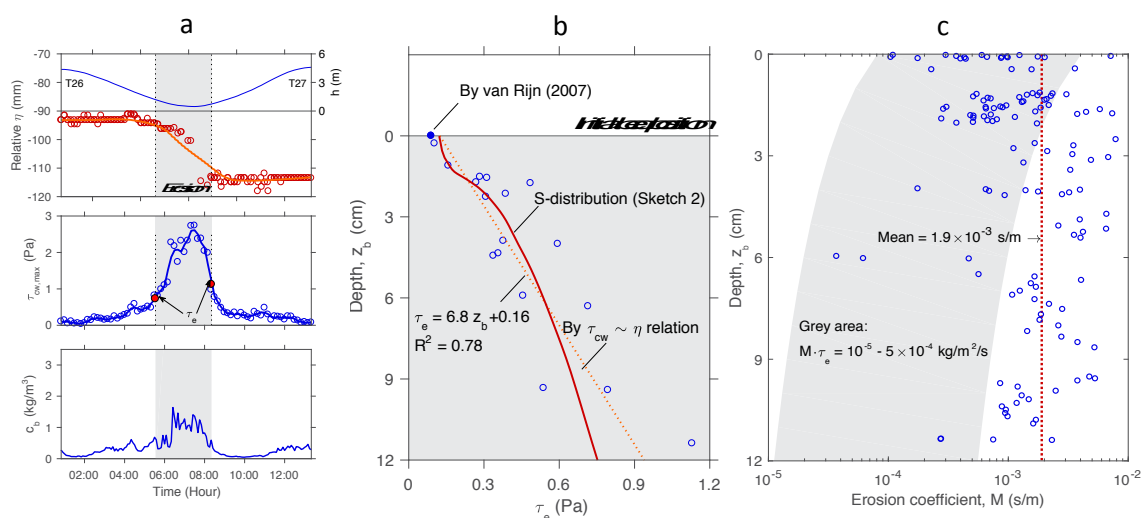 a
b
c
-70
-80
-90
-100
-110
-120
Relative η (mm)
T26
T27
6
3
0
h (m)
Erosion
3
2
1
0
τcw,max (Pa)
τe
3
2
1
0
cb (kg/m³)
02:00 04:00 06:00 08:00 10:00 12:00
Time (Hour)
By van Rijn (2007)
0
3
6
9
12
Depth, zb (cm)
S-distribution (Sketch 2)
τe = 6.8 zb+0.16
R² = 0.78
By τcw ~ η relation
0 0.3 0.6 0.9 1.2
τe (Pa)
0
3
6
9
12
Depth, zb (cm)
Mean = 1.9×10⁻³ s/m →
Grey area:
M·τe = 10⁻⁵ - 5×10⁻⁴ kg/m²/s
10⁻⁵ 10⁻⁴ 10⁻³ 10⁻²
Erosion coefficient, M (s/m)